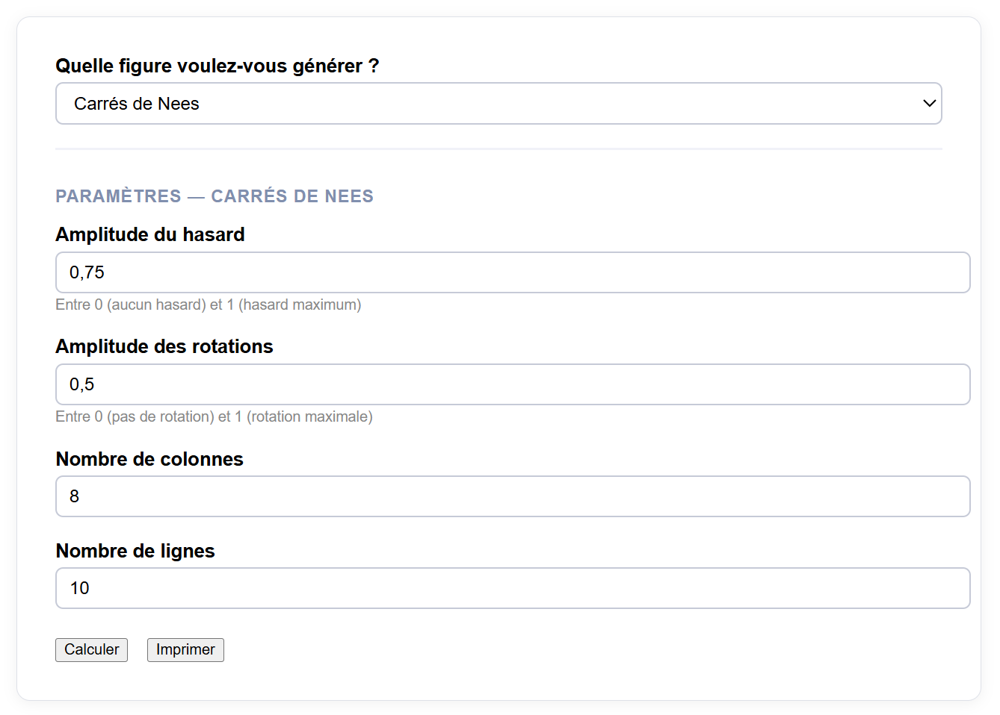 Quelle figure voulez-vous générer ?
Carrés de Nees
PARAMÈTRES — CARRÉS DE NEES
Amplitude du hasard
0,75
Entre 0 (aucun hasard) et 1 (hasard maximum)
Amplitude des rotations
0,5
Entre 0 (pas de rotation) et 1 (rotation maximale)
Nombre de colonnes
8
Nombre de lignes
10
Calculer Imprimer